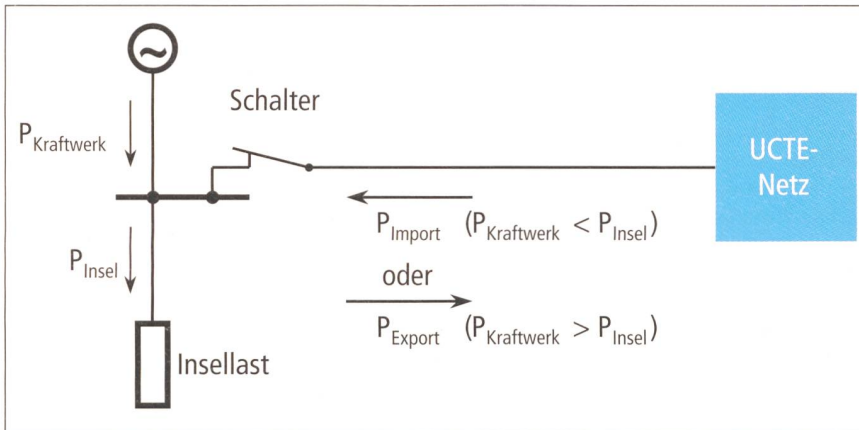 ~
Schalter
P_Kraftwerk
UCTE-
Netz
P_Import (P_Kraftwerk < P_Insel)
P_Insel
oder
P_Export (P_Kraftwerk > P_Insel)
Insellast